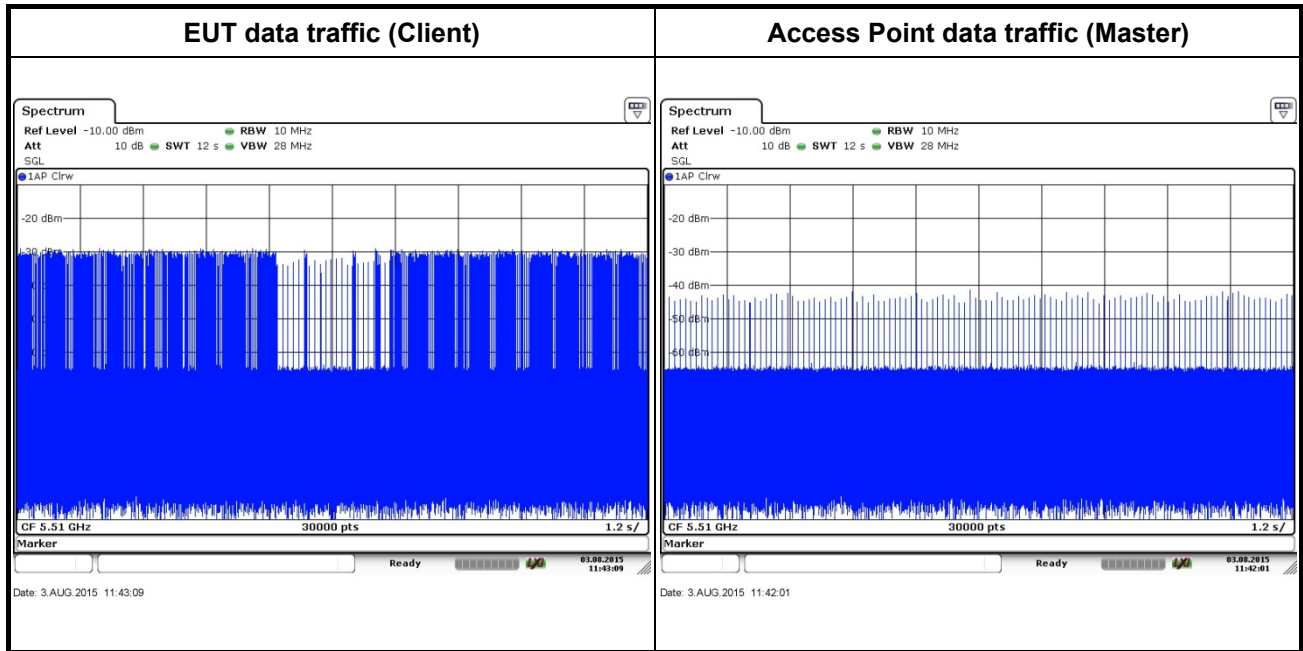 EUT data traffic (Client)
Spectrum
Ref Level -10.00 dBm RBW 10 MHz
Att 10 dB SWT 12 s VBW 28 MHz
SGL
1AP Clrw
-20 dBm
CF 5.51 GHz 30000 pts 1.2 s/
Marker
Ready 03.08.2015
11:43:09
Date: 3.AUG.2015 11:43:09
Access Point data traffic (Master)
Spectrum
Ref Level -10.00 dBm RBW 10 MHz
Att 10 dB SWT 12 s VBW 28 MHz
SGL
1AP Clrw
-20 dBm
-30 dBm
-40 dBm
-50 dBm
-60 dBm
CF 5.51 GHz 30000 pts 1.2 s/
Marker
Ready 03.08.2015
11:42:01
Date: 3.AUG.2015 11:42:01